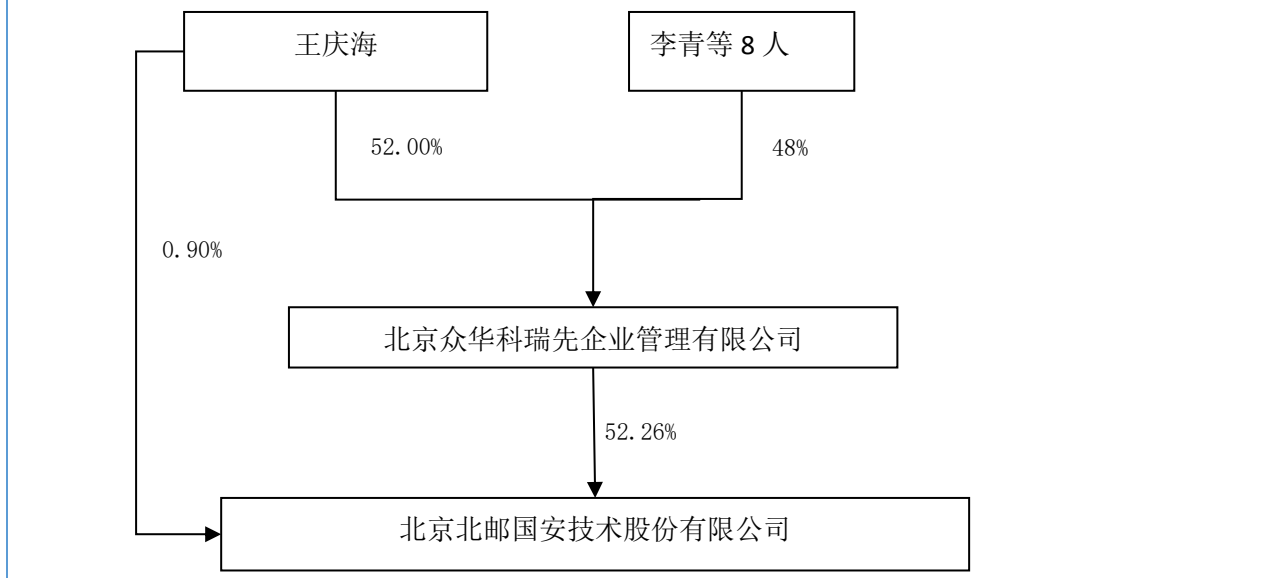 王庆海
李青等 8 人
52.00%
48%
0.90%
北京众华科瑞先企业管理有限公司
52.26%
北京北邮国安技术股份有限公司